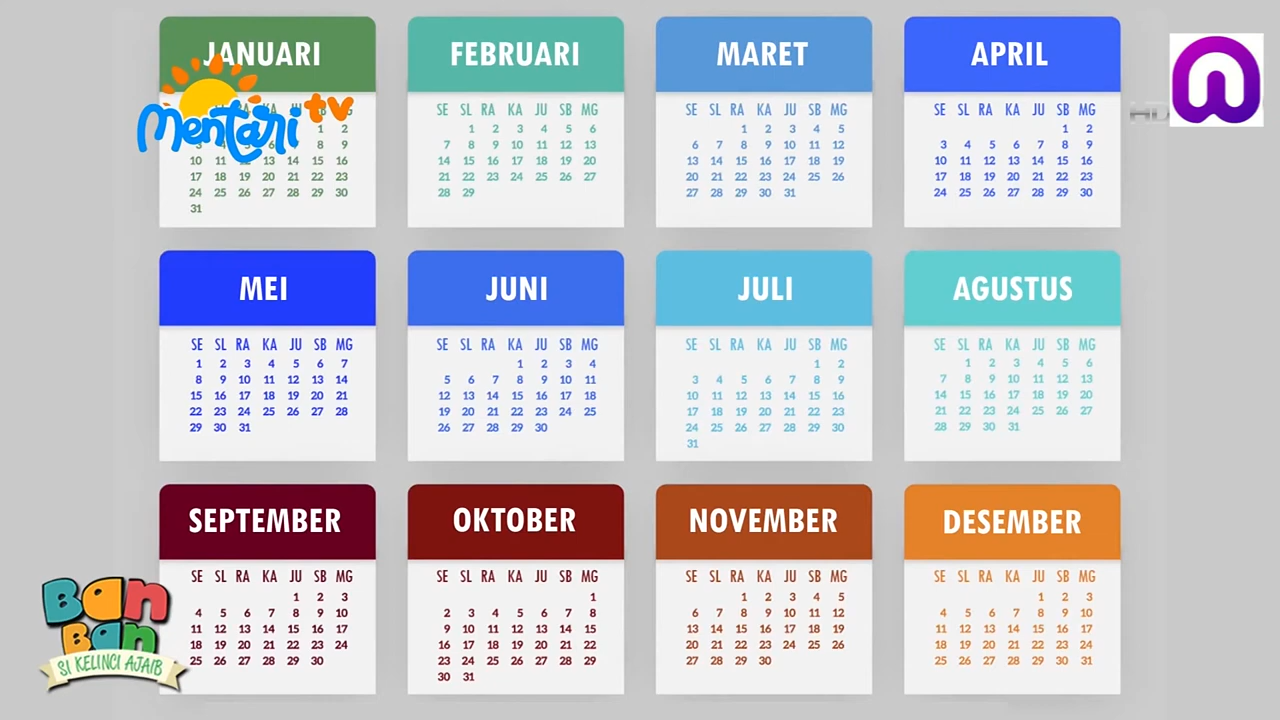 JANUARI FEBRUARI MARET APRIL
Mentari tv
HD
SE SL RA KA JU SB MG
1 2 3 4 5 6
7 8 9 10 11 12 13
14 15 16 17 18 19 20
21 22 23 24 25 26 27
28 29
SE SL RA KA JU SB MG
1 2 3 4 5
6 7 8 9 10 11 12
13 14 15 16 17 18 19
20 21 22 23 24 25 26
27 28 29 30 31
SE SL RA KA JU SB MG
1 2
3 4 5 6 7 8 9
10 11 12 13 14 15 16
17 18 19 20 21 22 23
24 25 26 27 28 29 30
1 2
8 9
10 11 12 13 14 15 16
17 18 19 20 21 22 23
24 25 26 27 28 29 30
31
MEI JUNI JULI AGUSTUS
SE SL RA KA JU SB MG
1 2 3 4 5 6 7
8 9 10 11 12 13 14
15 16 17 18 19 20 21
22 23 24 25 26 27 28
29 30 31
SE SL RA KA JU SB MG
1 2 3 4
5 6 7 8 9 10 11
12 13 14 15 16 17 18
19 20 21 22 23 24 25
26 27 28 29 30
SE SL RA KA JU SB MG
1 2
3 4 5 6 7 8 9
10 11 12 13 14 15 16
17 18 19 20 21 22 23
24 25 26 27 28 29 30
31
SE SL RA KA JU SB MG
1 2 3 4 5 6
7 8 9 10 11 12 13
14 15 16 17 18 19 20
21 22 23 24 25 26 27
28 29 30 31
SEPTEMBER OKTOBER NOVEMBER DESEMBER
SE SL RA KA JU SB MG
1 2 3
4 5 6 7 8 9 10
11 12 13 14 15 16 17
18 19 20 21 22 23 24
25 26 27 28 29 30
SE SL RA KA JU SB MG
1
2 3 4 5 6 7 8
9 10 11 12 13 14 15
16 17 18 19 20 21 22
23 24 25 26 27 28 29
30 31
SE SL RA KA JU SB MG
1 2 3 4 5
6 7 8 9 10 11 12
13 14 15 16 17 18 19
20 21 22 23 24 25 26
27 28 29 30
SE SL RA KA JU SB MG
1 2 3
4 5 6 7 8 9 10
11 12 13 14 15 16 17
18 19 20 21 22 23 24
25 26 27 28 29 30 31
Ban
Ban
SI KELINCI AJAIB